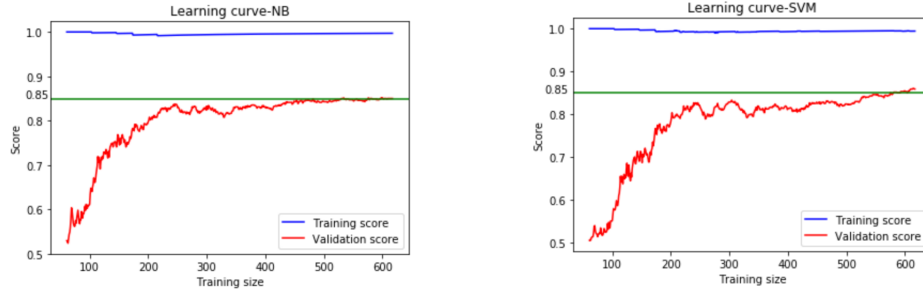 Learning curve-NB
1.0
0.9
0.85
0.8
0.7
0.6
0.5
Score
Training score
Validation score
100
200
300
400
500
600
Training size
Learning curve-SVM
1.0
0.9
0.85
0.8
0.7
0.6
0.5
Score
Training score
Validation score
100
200
300
400
500
600
Training size